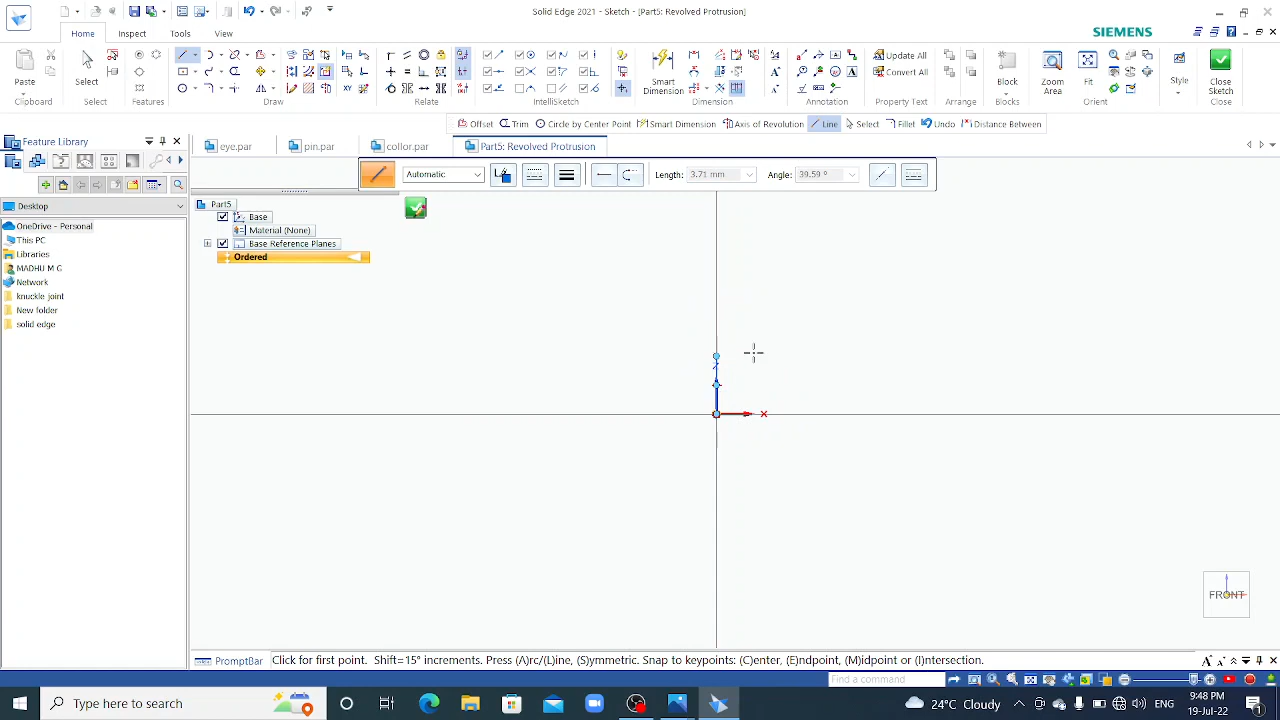 Solid Edge 2021 - Sketch - [Part5: Revolved Protrusion]
Home Inspect Tools View SIEMENS
Paste Select Smart Dimension Update All Convert All Block Zoom Area Fit Style Close Sketch
Clipboard Select Features Draw Relate IntelliSketch Dimension Annotation Property Text Arrange Blocks Orient Style Close
Offset Trim Circle by Center Point Smart Dimension Axis of Revolution Line Select Fillet Undo Distance Between
Feature Library eye.par pin.par collor.par Part5: Revolved Protrusion
Automatic Length: 3.71 mm Angle: 39.59 °
Desktop Part5
Base
OneDrive - Personal Material (None)
This PC Base Reference Planes
Libraries Ordered
MADHU M G
Network
knuckle joint
New folder
solid edge
X
FRONT
PromptBar Click for first point. Shift=15° increments. Press (A)rc/(L)ine, (S)ymmetric. Snap to keypoints: (C)enter, (E)ndpoint, (M)idpoint or (I)ntersection.
Find a command
Type here to search 24°C Cloudy ENG 9:48 PM
19-Jul-22